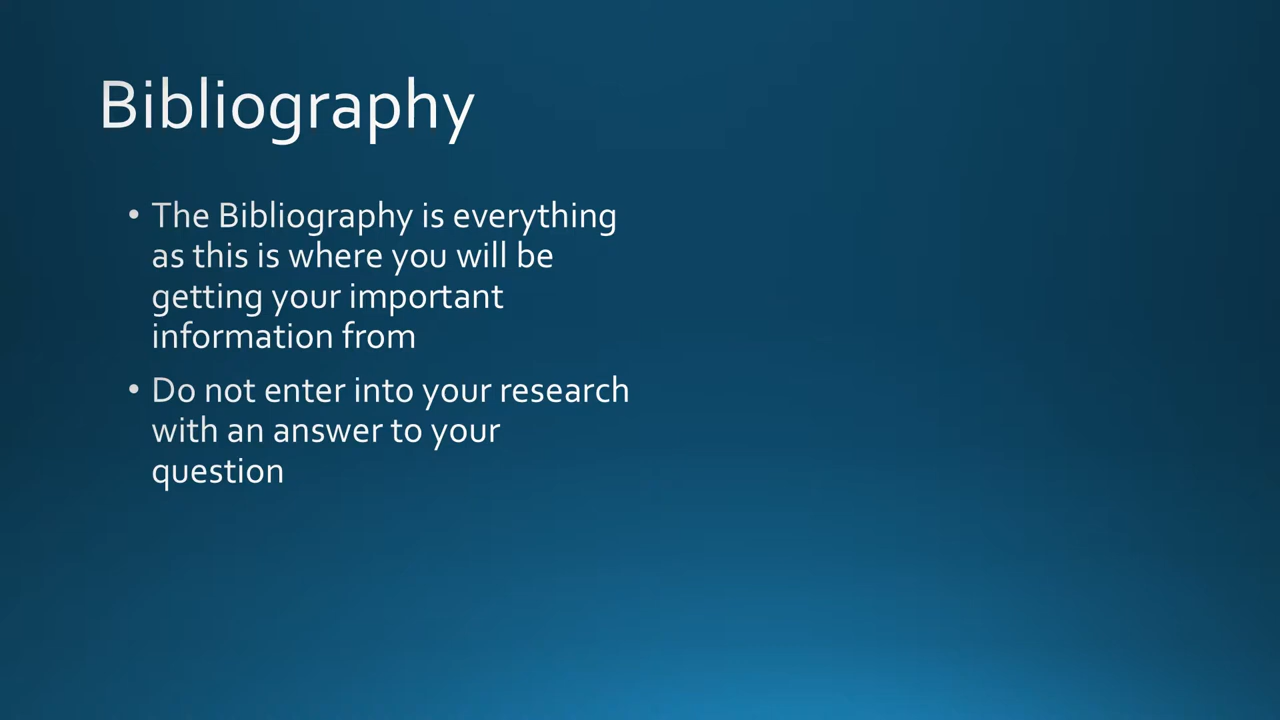 Bibliography
• The Bibliography is everything
as this is where you will be
getting your important
information from
• Do not enter into your research
with an answer to your
question